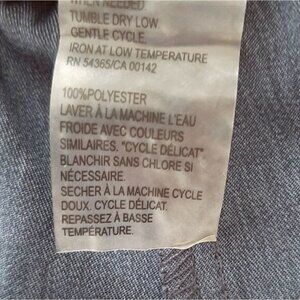 WHEN NEEDED.
TUMBLE DRY LOW
GENTLE CYCLE.
IRON AT LOW TEMPERATURE
RN 54365/CA 00142
100%POLYESTER
LAVER À LA MACHINE L'EAU
FROIDE AVEC COULEURS
SIMILAIRES. "CYCLE DÉLICAT"
BLANCHIR SANS CHLORE SI
NÉCESSAIRE.
SECHER À LA MACHINE CYCLE
DOUX. CYCLE DÉLICAT.
REPASSEZ À BASSE
TEMPÉRATURE.